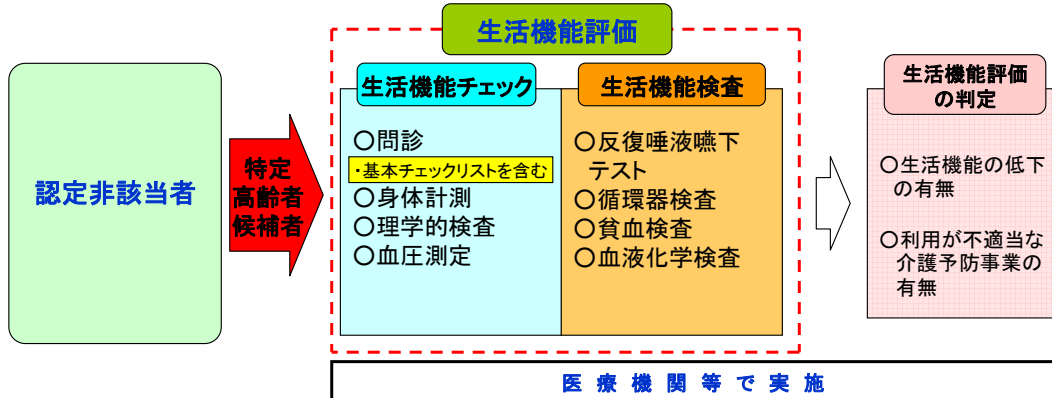 生活機能評価
認定非該当者
特定
高齢者
候補者
生活機能チェック
○問診
・基本チェックリストを含む
○身体計測
○理学的検査
○血圧測定
生活機能検査
○反復唾液嚥下
テスト
○循環器検査
○貧血検査
○血液化学検査
生活機能評価
の判定
○生活機能の低下
の有無
○利用が不適当な
介護予防事業の
有無
医療機関等で実施